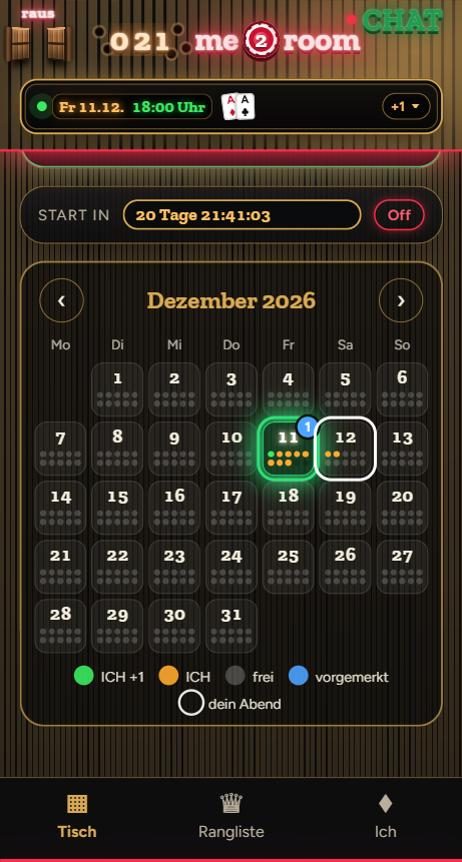 raus
021 me 2 room
CHAT
Fr 11.12. 18:00 Uhr A A +1
START IN 20 Tage 21:41:03 Off
‹ Dezember 2026 ›
Mo Di Mi Do Fr Sa So
1 2 3 4 5 6
1
7 8 9 10 11 12 13
14 15 16 17 18 19 20
21 22 23 24 25 26 27
28 29 30 31
ICH +1 ICH frei vorgemerkt
dein Abend
Tisch Rangliste Ich